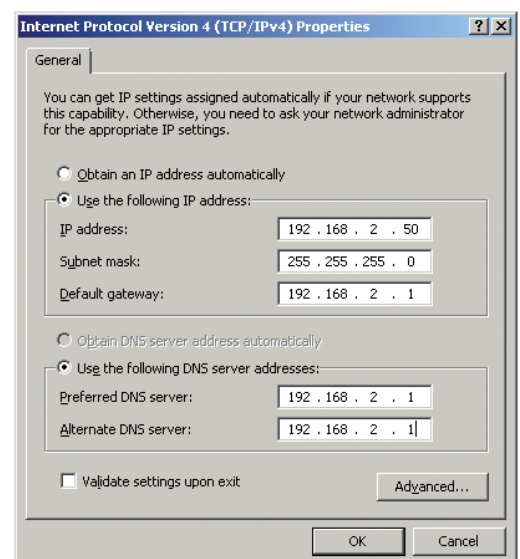 Internet Protocol Version 4 (TCP/IPv4) Properties
General
You can get IP settings assigned automatically if your network supports
this capability. Otherwise, you need to ask your network administrator
for the appropriate IP settings.
Obtain an IP address automatically
Use the following IP address:
IP address: 192 . 168 . 2 . 50
Subnet mask: 255 . 255 . 255 . 0
Default gateway: 192 . 168 . 2 . 1
Obtain DNS server address automatically
Use the following DNS server addresses:
Preferred DNS server: 192 . 168 . 2 . 1
Alternate DNS server: 192 . 168 . 2 . 1
Validate settings upon exit
Advanced...
OK Cancel